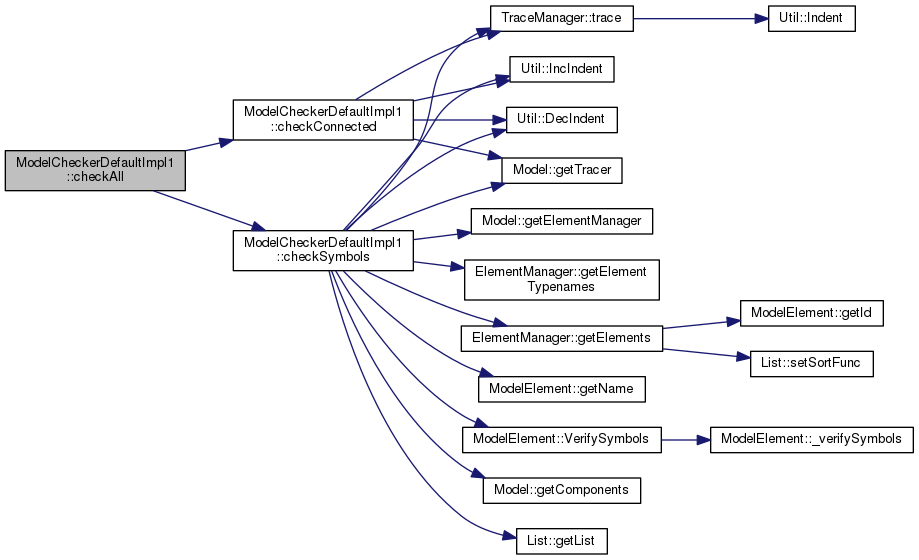 ModelCheckerDefaultImpl1
::checkAll
ModelCheckerDefaultImpl1
::checkConnected
ModelCheckerDefaultImpl1
::checkSymbols
TraceManager::trace
Util::Indent
Util::IncIndent
Util::DecIndent
Model::getTracer
Model::getElementManager
ElementManager::getElement
Typenames
ElementManager::getElements
ModelElement::getId
List::setSortFunc
ModelElement::getName
ModelElement::VerifySymbols
ModelElement::_verifySymbols
Model::getComponents
List::getList